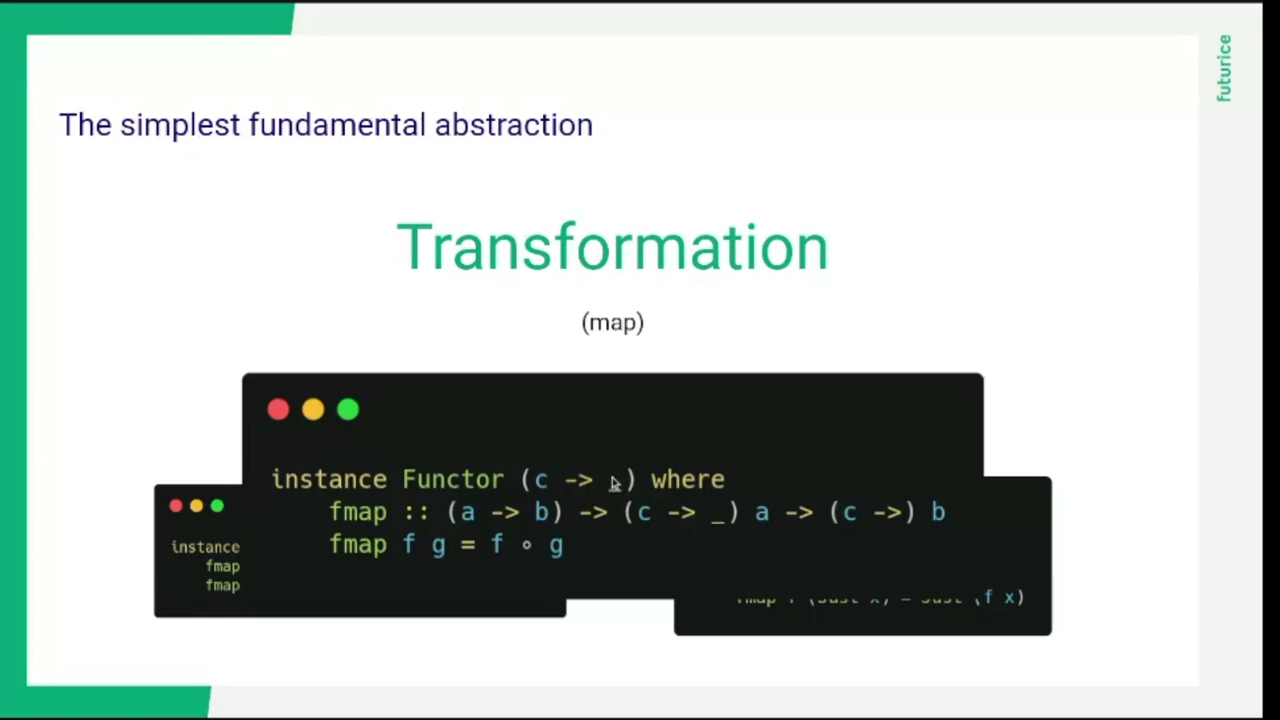 futurice
The simplest fundamental abstraction
Transformation
(map)
instance Functor (c -> ) where
fmap :: (a -> b) -> (c -> _) a -> (c ->) b
fmap f g = f ∘ g
instance
fmap
fmap
fmap f (Just x) = Just (f x)